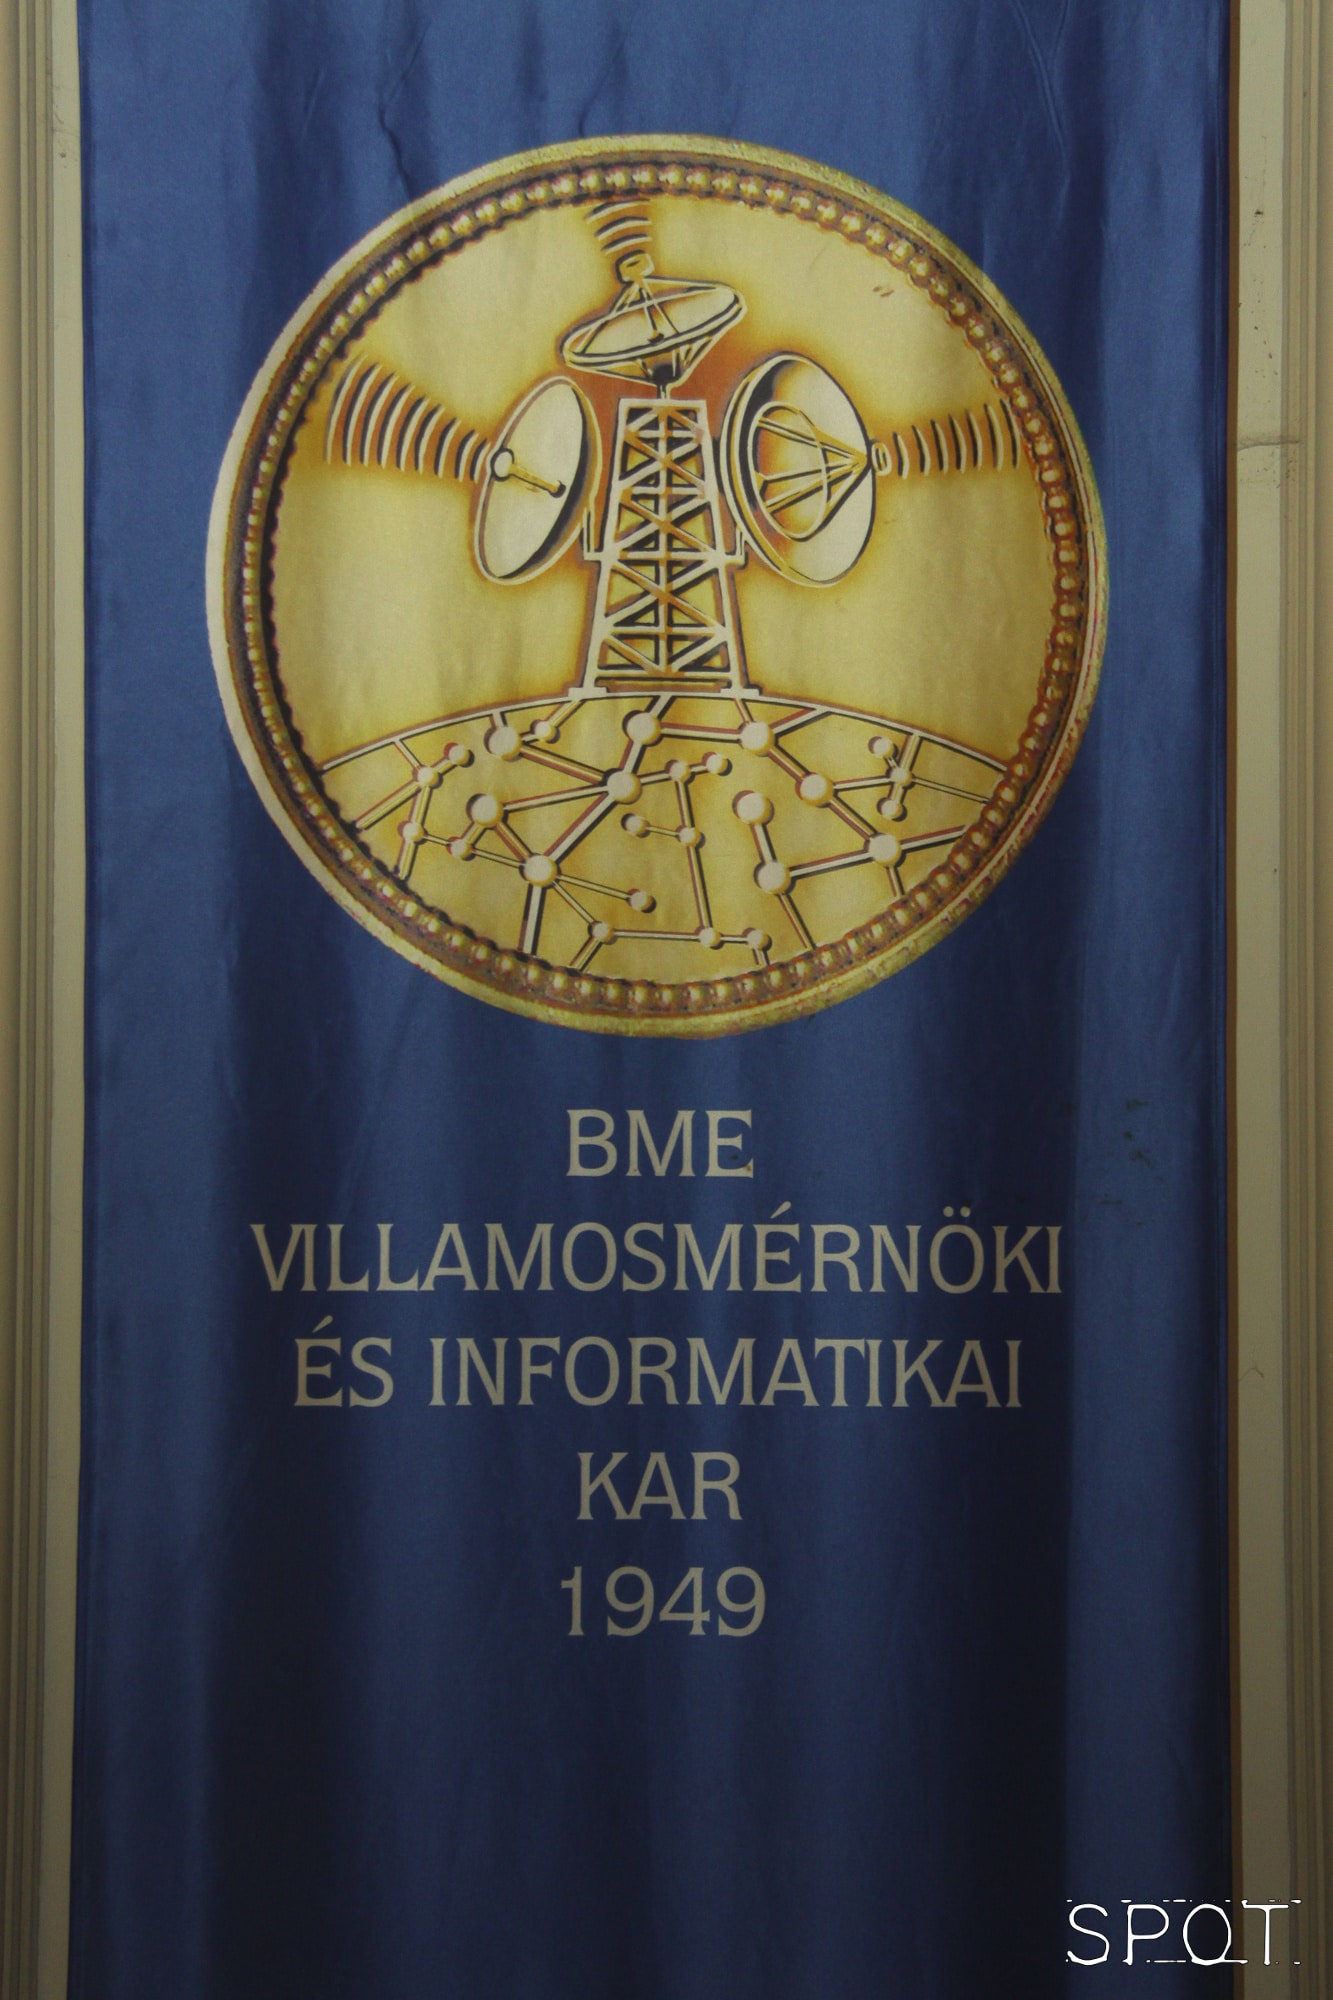 BME
VILLAMOSMÉRNÖKI
ÉS INFORMATIKAI
KAR
1949
SPOT